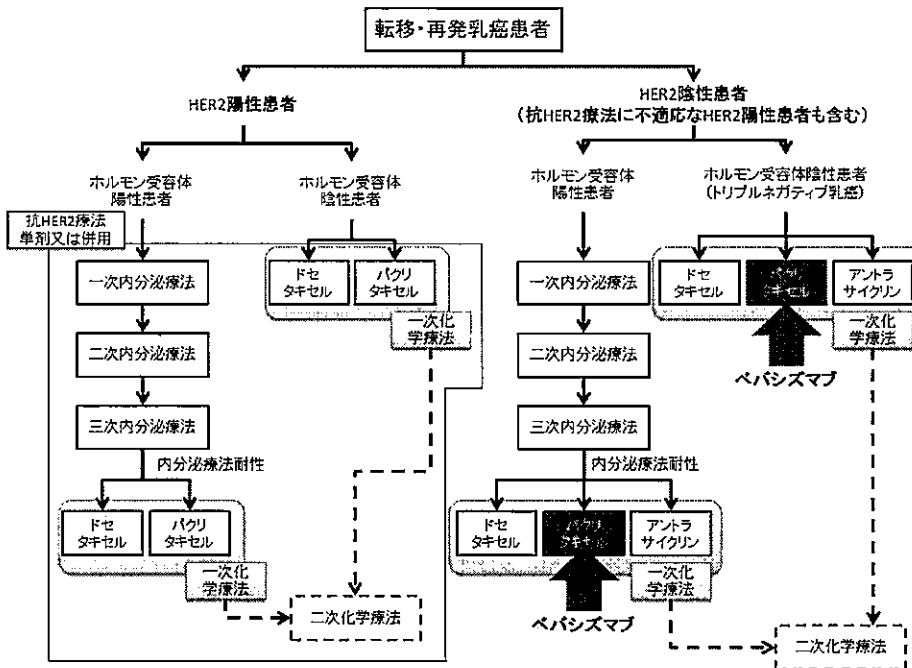 転移・再発乳癌患者
HER2陽性患者
HER2陰性患者
(抗HER2療法に不適応なHER2陽性患者も含む)
ホルモン受容体
陽性患者
ホルモン受容体
陰性患者
ホルモン受容体
陽性患者
ホルモン受容体陰性患者
(トリプルネガティブ乳癌)
抗HER2療法
単剤又は併用
一次内分泌療法
ドセ
タキセル
パクリ
タキセル
一次化
学療法
一次内分泌療法
ドセ
タキセル
パクリ
タキセル
アントラ
サイクリン
一次化
学療法
ベバシズマブ
二次内分泌療法
二次内分泌療法
三次内分泌療法
三次内分泌療法
内分泌療法耐性
内分泌療法耐性
ドセ
タキセル
パクリ
タキセル
一次化
学療法
二次化学療法
ドセ
タキセル
パクリ
タキセル
アントラ
サイクリン
一次化
学療法
ベバシズマブ
二次化学療法